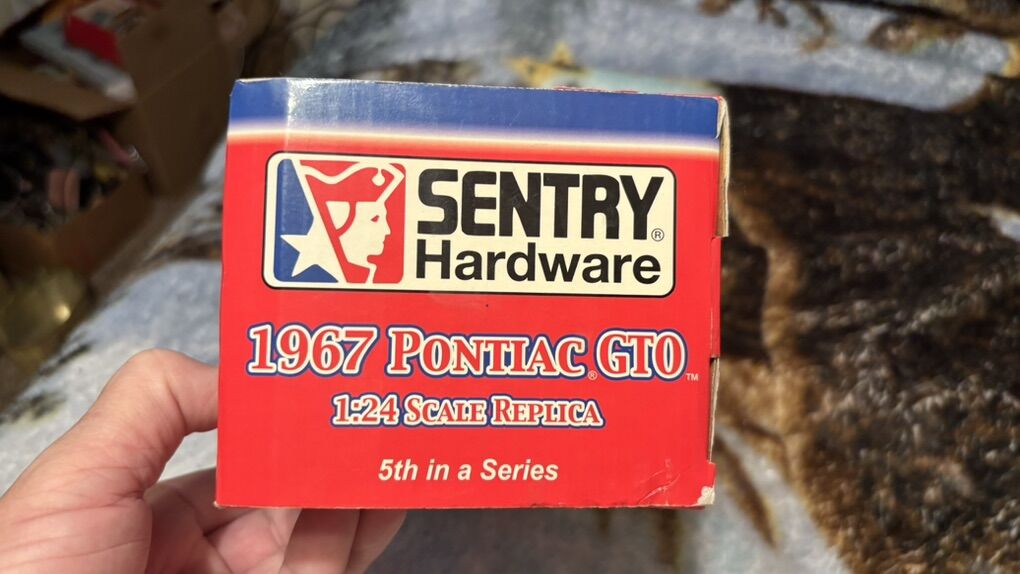 SENTRY®
Hardware
1967 PONTIAC® GTO™
1:24 SCALE REPLICA
5th in a Series